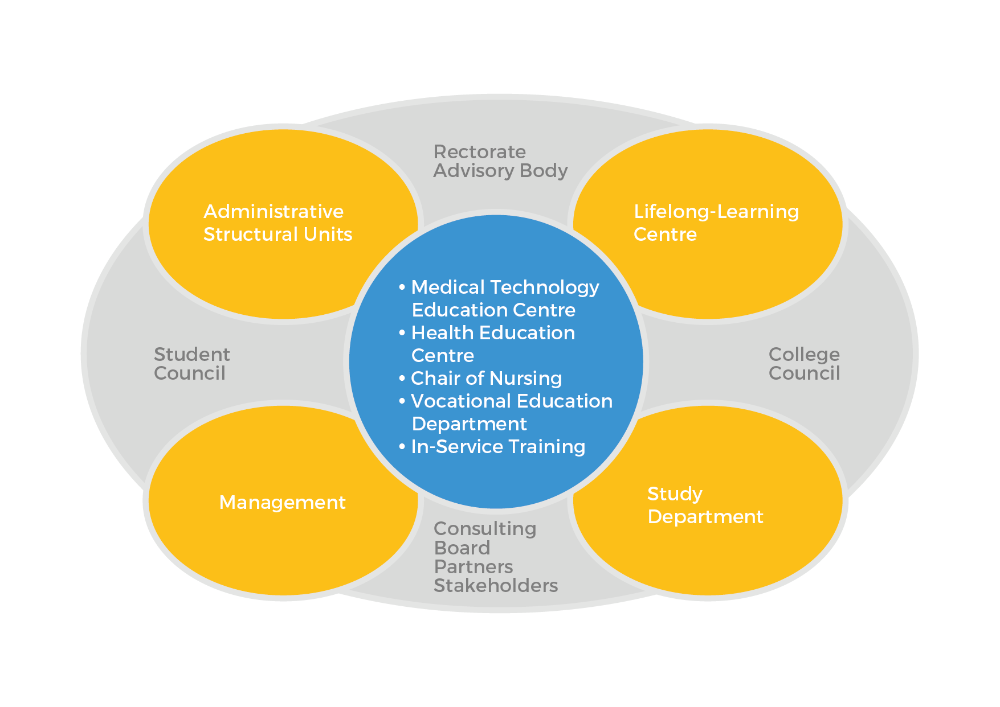 Rectorate
Advisory Body
Administrative
Structural Units
Lifelong-Learning
Centre
• Medical Technology
Education Centre
• Health Education
Centre
• Chair of Nursing
• Vocational Education
Department
• In-Service Training
Student
Council
College
Council
Management
Study
Department
Consulting
Board
Partners
Stakeholders